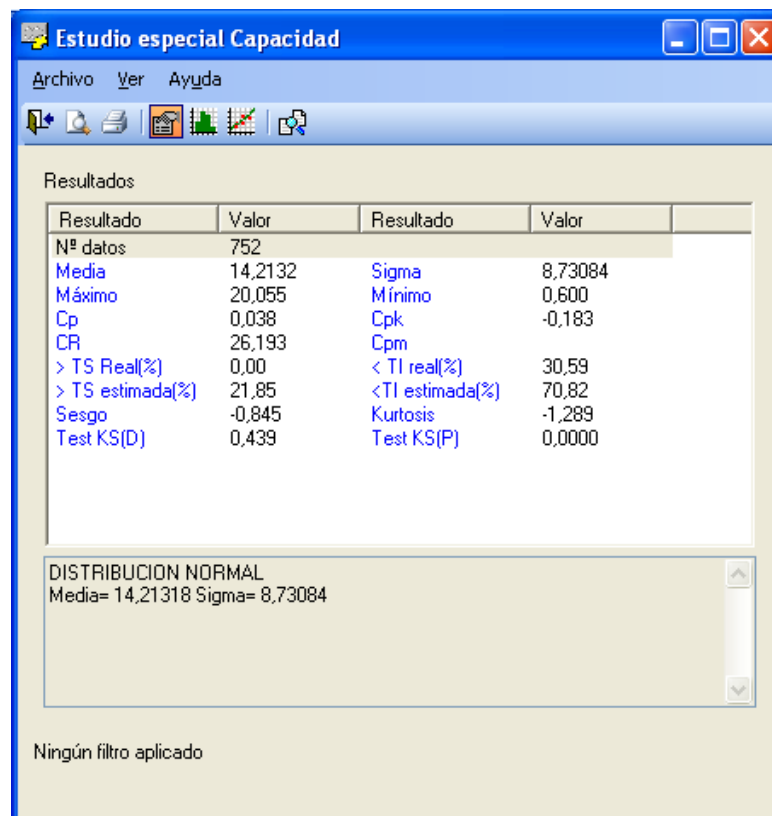 Estudio especial Capacidad
Archivo Ver Ayuda
Resultados
Resultado Valor Resultado Valor
Nº datos 752
Media 14,2132 Sigma 8,73084
Máximo 20,055 Mínimo 0,600
Cp 0,038 Cpk -0,183
CR 26,193 Cpm
> TS Real(%) 0,00 < TI real(%) 30,59
> TS estimada(%) 21,85 <TI estimada(%) 70,82
Sesgo -0,845 Kurtosis -1,289
Test KS(D) 0,439 Test KS(P) 0,0000
DISTRIBUCION NORMAL
Media= 14,21318 Sigma= 8,73084
Ningún filtro aplicado